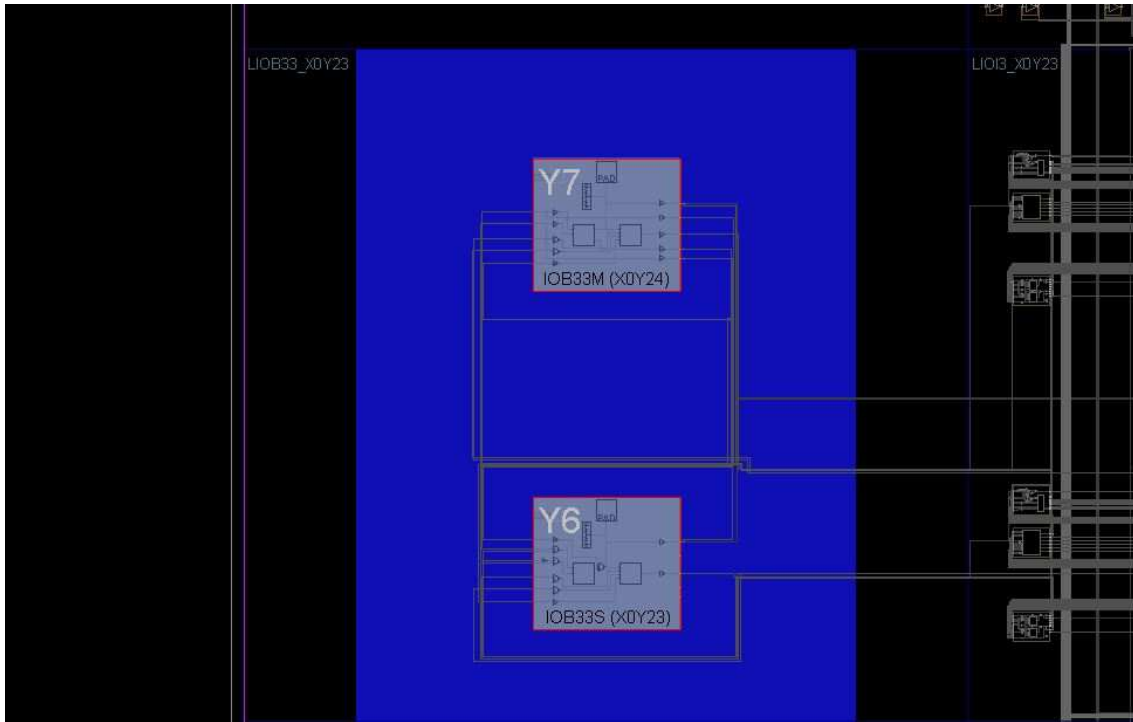 LIOB33_X0Y23
LIOI3_X0Y23
Y7
PAD
IOB33M (X0Y24)
Y6
PAD
IOB33S (X0Y23)